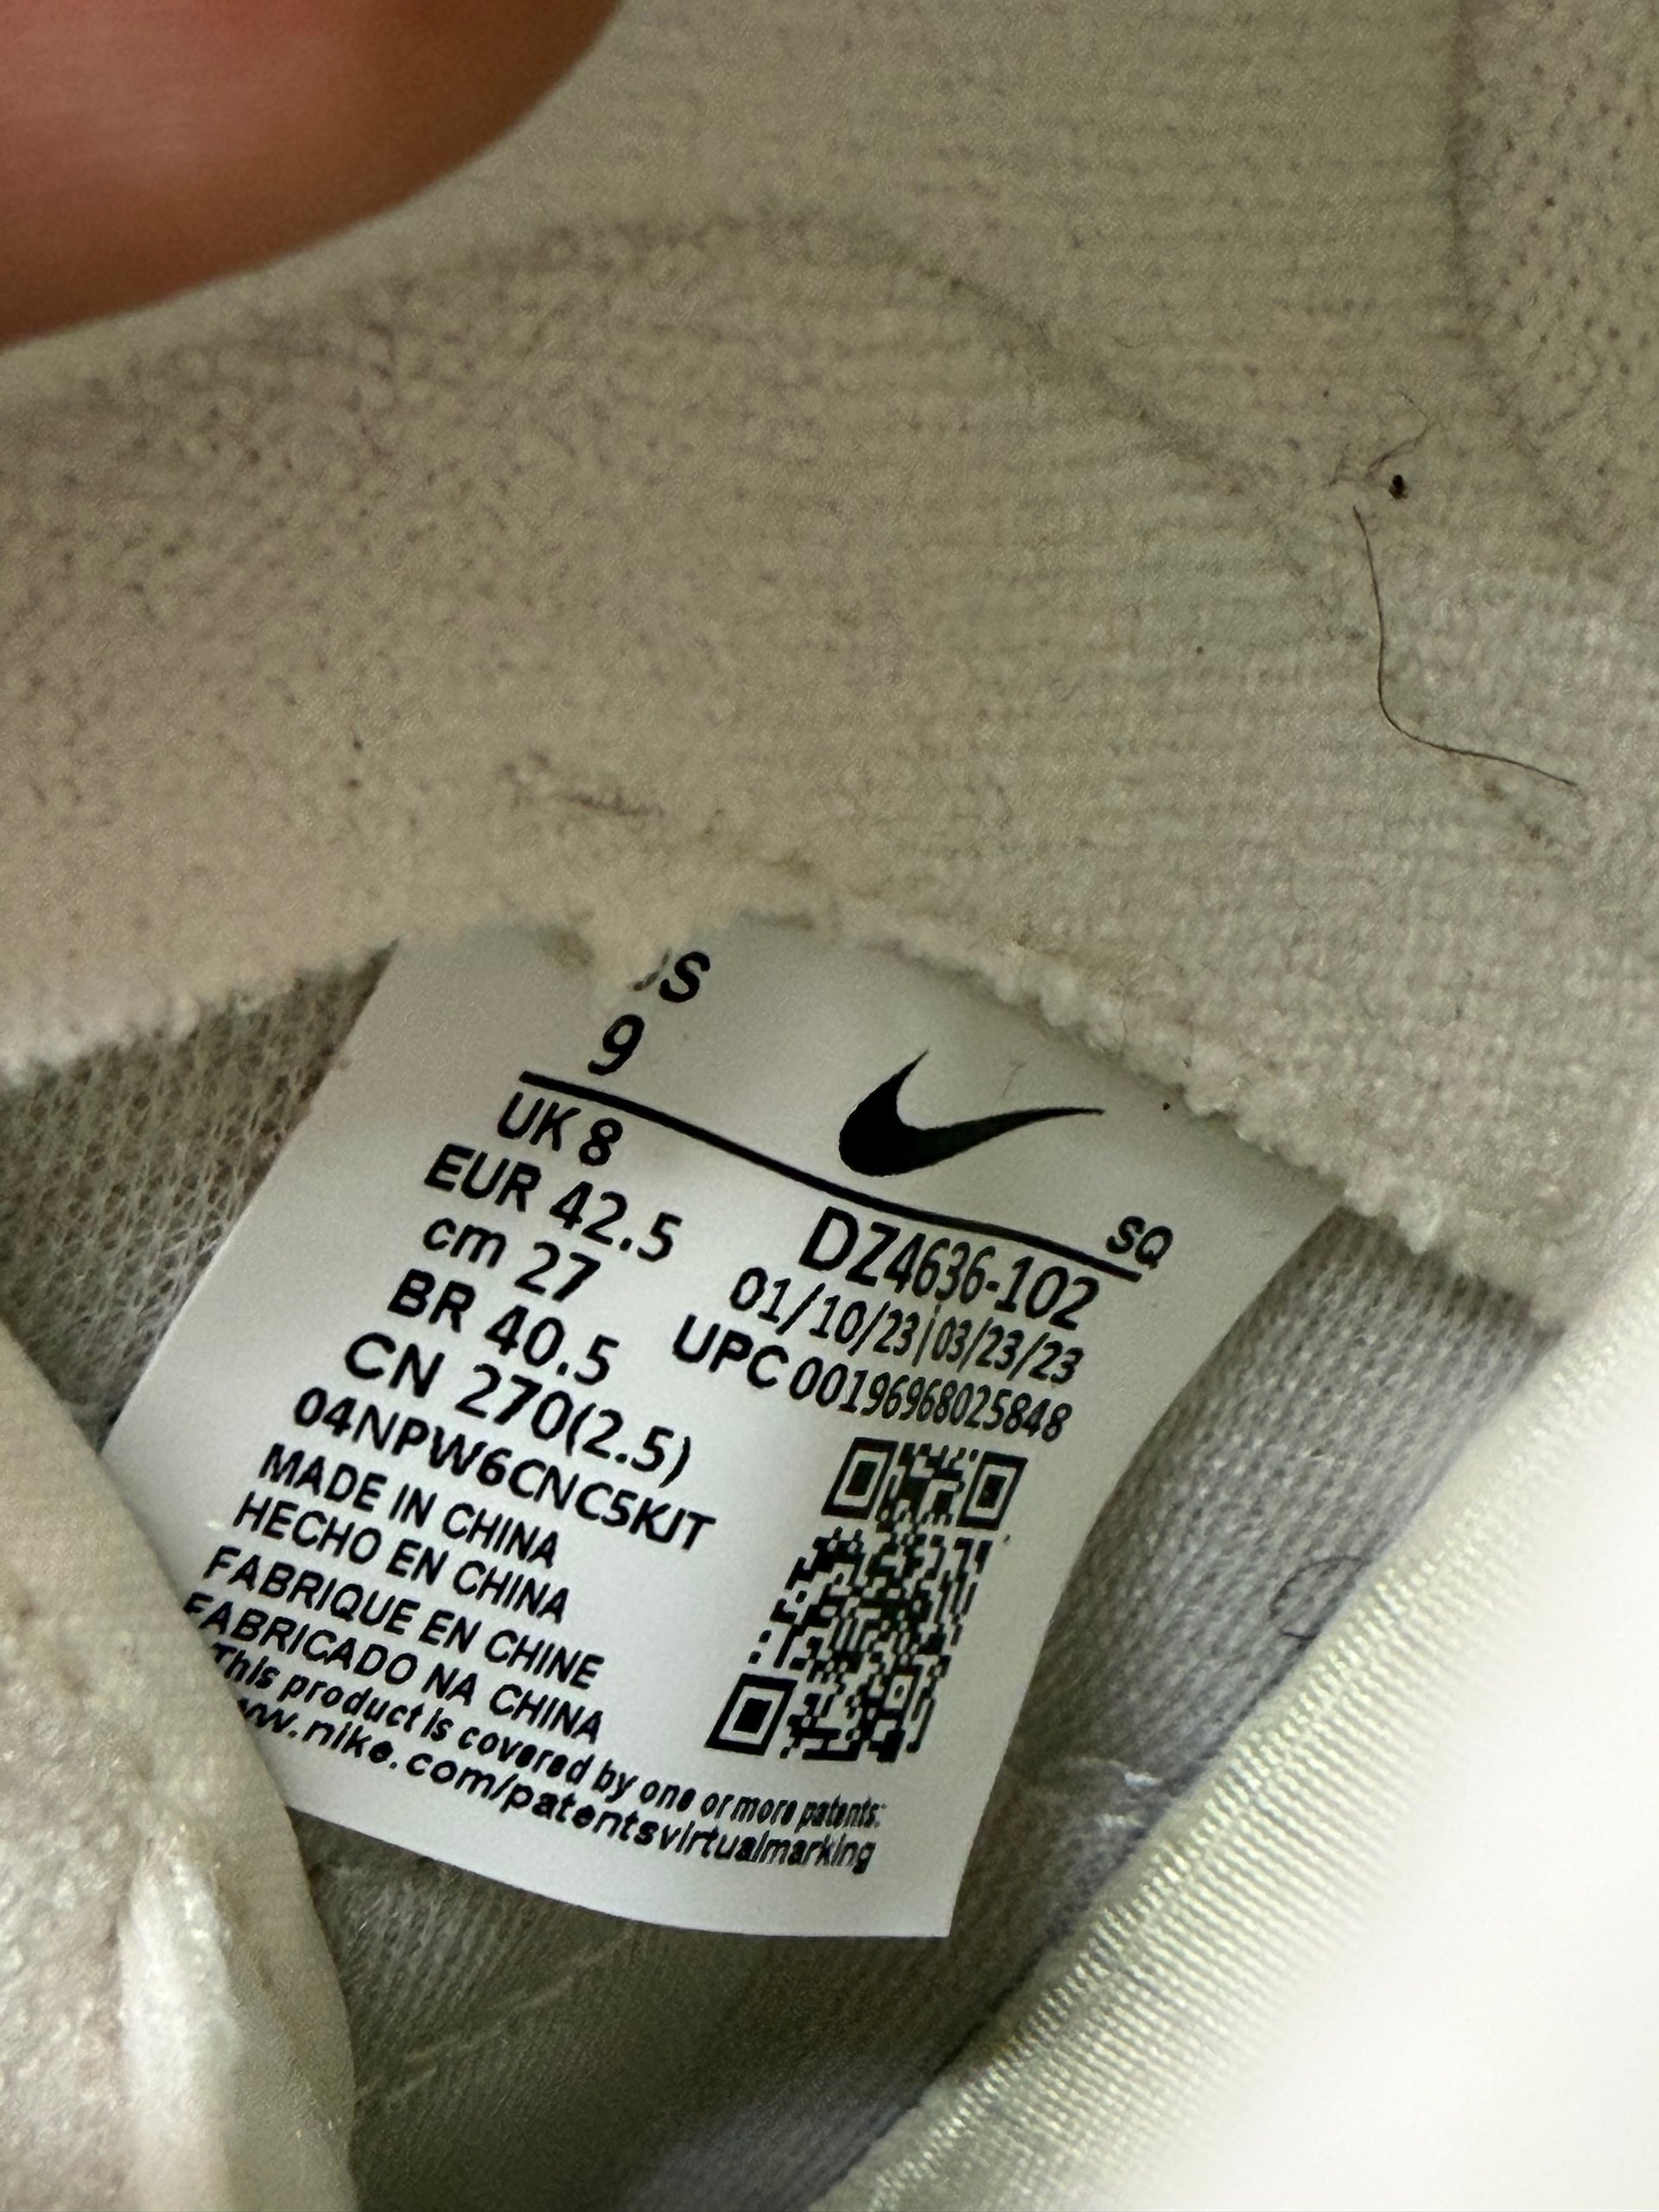 US
9
UK 8
EUR 42.5
cm 27
BR 40.5
CN 270(2.5)
04NPW6CNC5KJT
MADE IN CHINA
HECHO EN CHINA
FABRIQUE EN CHINE
FABRICADO NA CHINA
This product is covered by one or more patents:
www.nike.com/patentsvirtualmarking
SQ
DZ4636-102
01/10/23|03/23/23
UPC 00196968025848